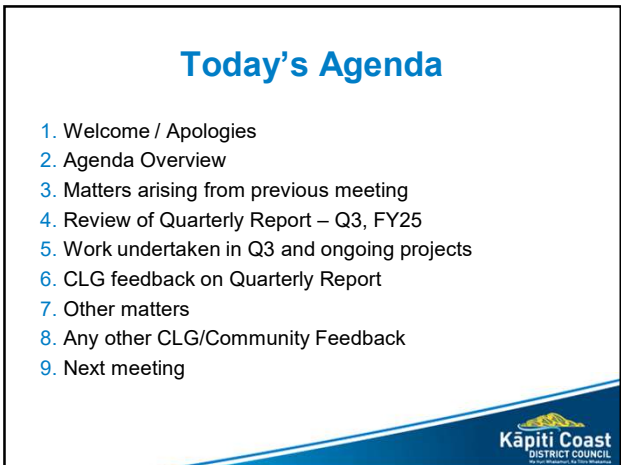 Today's Agenda
1. Welcome / Apologies
2. Agenda Overview
3. Matters arising from previous meeting
4. Review of Quarterly Report – Q3, FY25
5. Work undertaken in Q3 and ongoing projects
6. CLG feedback on Quarterly Report
7. Other matters
8. Any other CLG/Community Feedback
9. Next meeting
Kāpiti Coast
DISTRICT COUNCIL